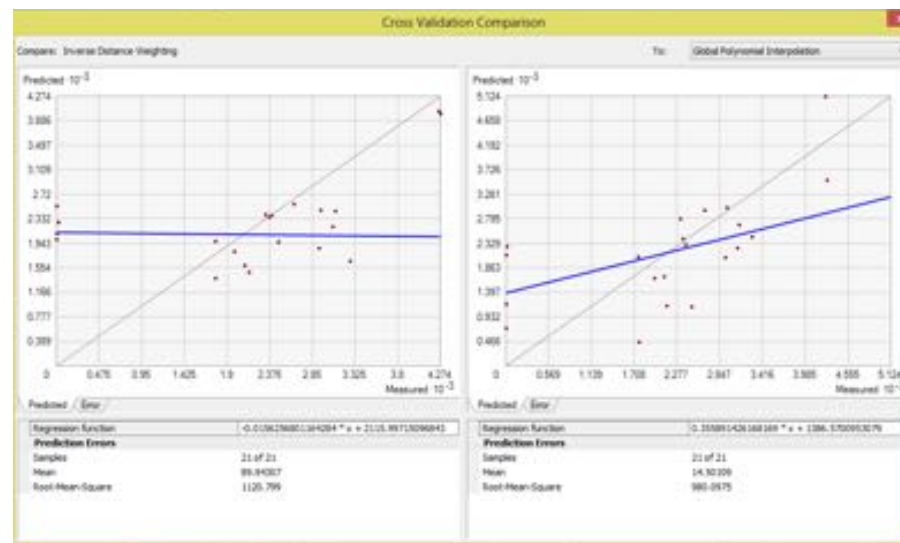 Cross Validation Comparison
Compare: Inverse Distance Weighting
To: Global Polynomial Interpolation
Predicted 10-3
4.274
3.886
3.497
3.109
2.72
2.332
1.943
1.554
1.166
0.777
0.389
0 0.475 0.95 1.425 1.9 2.375 2.85 3.325 3.8 4.274
Measured 10-3
Predicted Error
Regression function
Prediction Errors
Samples 21 of 21
Mean
Root-Mean-Square 1120.799
Predicted 10-3
5.124
4.658
4.192
3.726
3.261
2.795
2.329
1.863
1.397
0.932
0.466
0 0.569 1.139 1.708 2.277 2.847 3.416 3.985 4.555 5.124
Measured
Predicted Error
Regression function
Prediction Errors
Samples 21 of 21
Mean 14.50109
Root-Mean-Square 980.0975